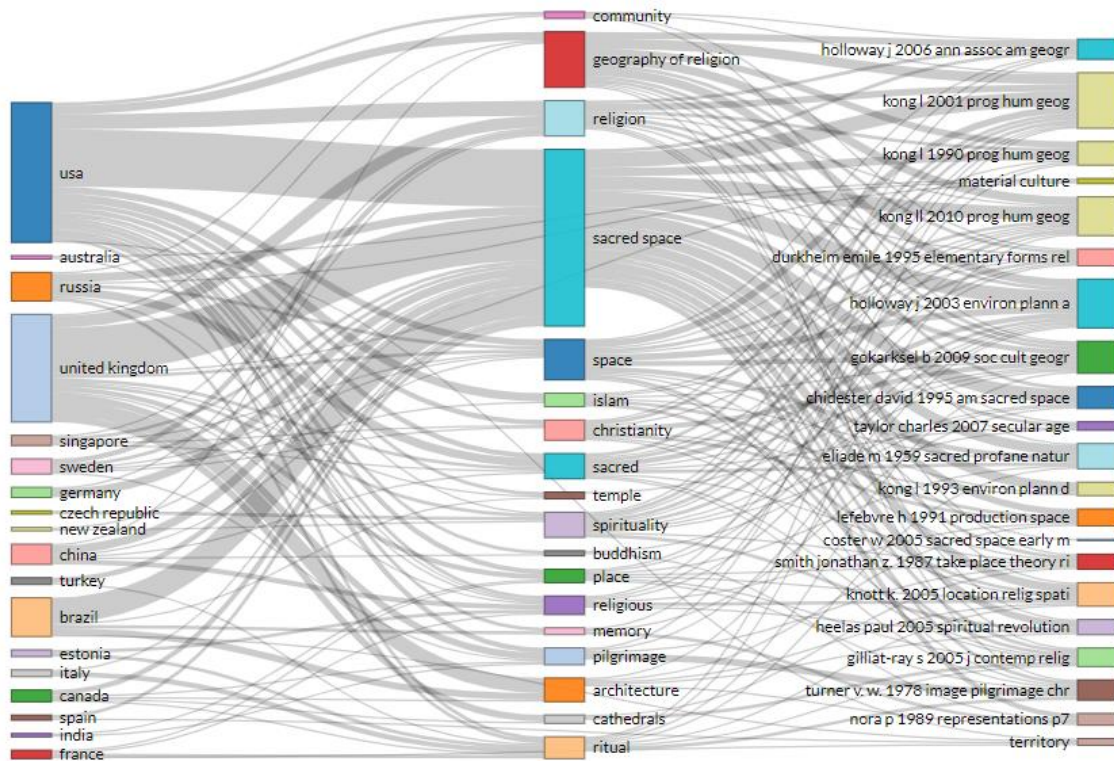 usa
australia
russia
united kingdom
singapore
sweden
germany
czech republic
new zealand
china
turkey
brazil
estonia
italy
canada
spain
india
france
community
geography of religion
religion
sacred space
space
islam
christianity
sacred
temple
spirituality
buddhism
place
religious
memory
pilgrimage
architecture
cathedrals
ritual
holloway j 2006 ann assoc am geogr
kong l 2001 prog hum geog
kong l 1990 prog hum geog
material culture
kong ll 2010 prog hum geog
durkheim emile 1995 elementary forms rel
holloway j 2003 environ plann a
gokarksel b 2009 soc cult geogr
chidester david 1995 am sacred space
taylor charles 2007 secular age
eliade m 1959 sacred profane natur
kong l 1993 environ plann d
lefebvre h 1991 production space
coster w 2005 sacred space early m
smith jonathan z. 1987 take place theory ri
knott k. 2005 location relig spati
heelas paul 2005 spiritual revolution
gilliat-ray s 2005 j contemp relig
turner v. w. 1978 image pilgrimage chr
nora p 1989 representations p7
territory